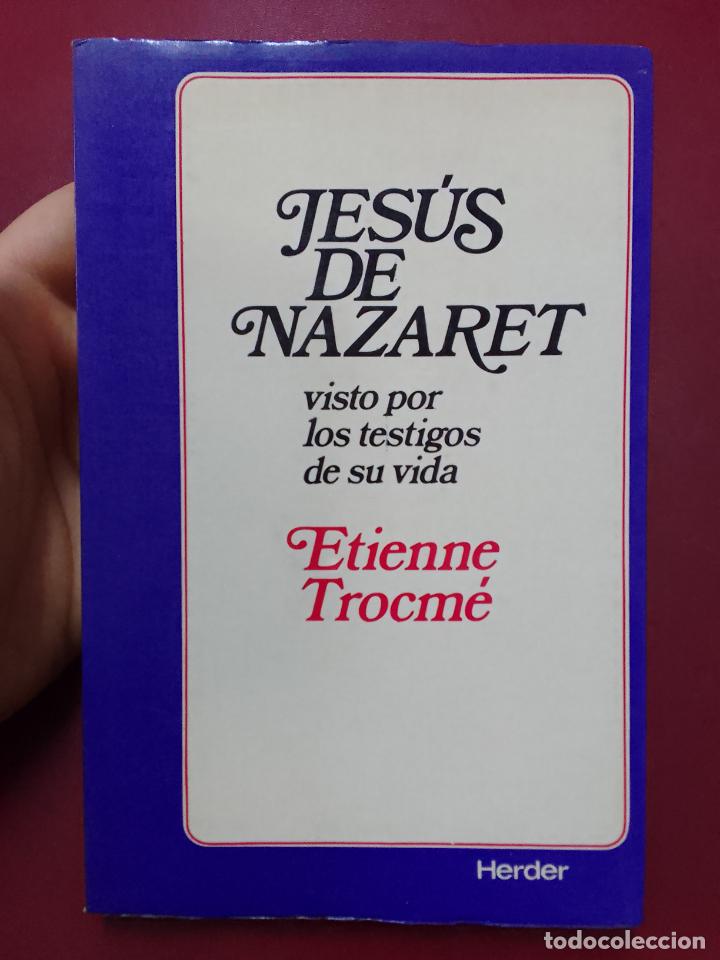 JESÚS
DE
NAZARET
visto por
los testigos
de su vida
Etienne
Trocmé
Herder
todocoleccion